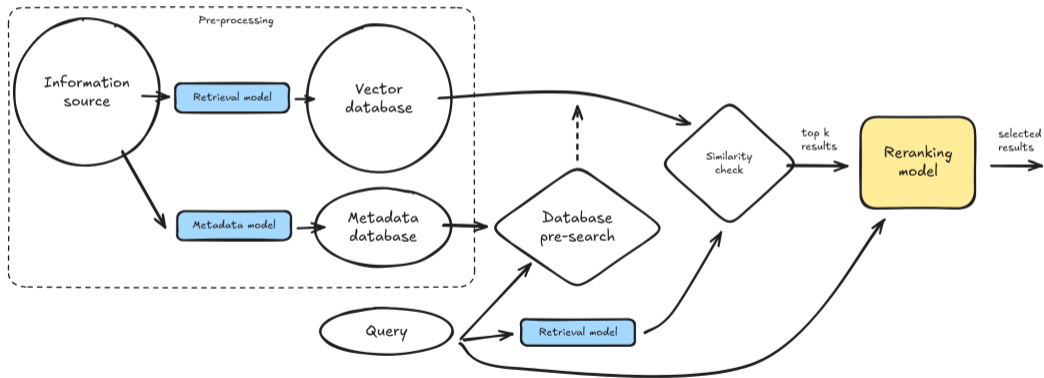 Pre-processing
Information
source
Retrieval model
Vector
database
Metadata model
Metadata
database
Database
pre-search
Similarity
check
top k
results
Reranking
model
selected
results
Query
Retrieval model